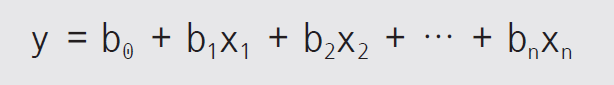 y = b₀ + b₁x₁ + b₂x₂ + ⋯ + bₙxₙ